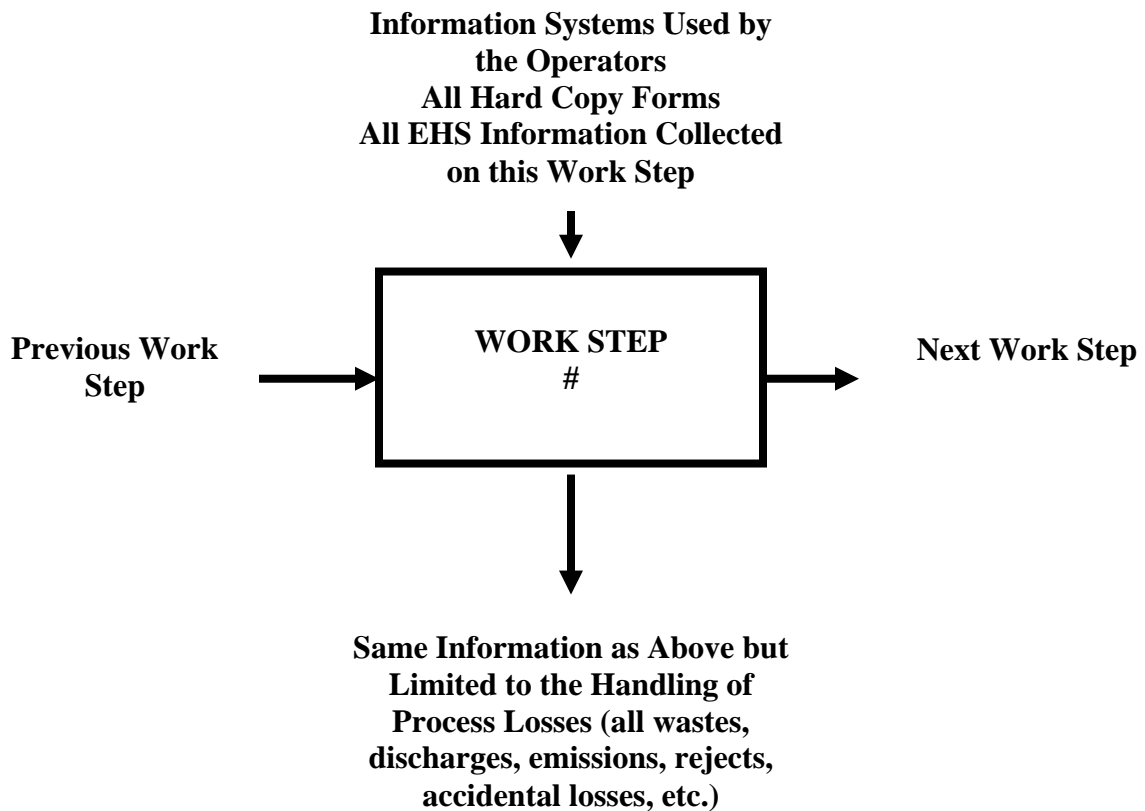 Information Systems Used by
the Operators
All Hard Copy Forms
All EHS Information Collected
on this Work Step
Previous Work
Step
WORK STEP
#
Next Work Step
Same Information as Above but
Limited to the Handling of
Process Losses (all wastes,
discharges, emissions, rejects,
accidental losses, etc.)